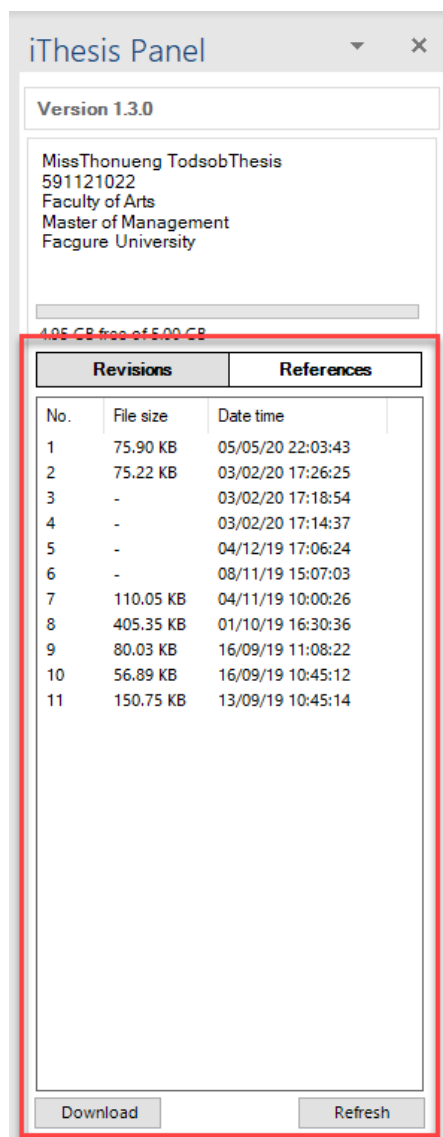 iThesis Panel
Version 1.3.0
MissThonueng TodsobThesis
591121022
Faculty of Arts
Master of Management
Facgure University
4.95 GB free of 5.00 GB
Revisions References
No. File size Date time
1 75.90 KB 05/05/20 22:03:43
2 75.22 KB 03/02/20 17:26:25
3 - 03/02/20 17:18:54
4 - 03/02/20 17:14:37
5 - 04/12/19 17:06:24
6 - 08/11/19 15:07:03
7 110.05 KB 04/11/19 10:00:26
8 405.35 KB 01/10/19 16:30:36
9 80.03 KB 16/09/19 11:08:22
10 56.89 KB 16/09/19 10:45:12
11 150.75 KB 13/09/19 10:45:14
Download Refresh